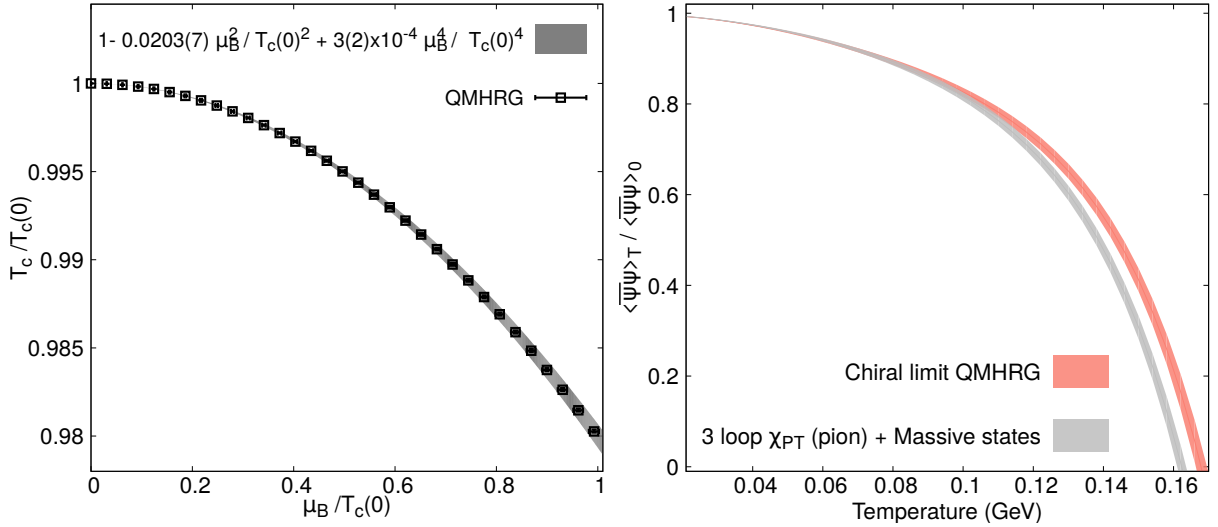 1- 0.0203(7) μ_B^2 / T_c(0)^2 + 3(2)x10^-4 μ_B^4 / T_c(0)^4
QMHRG
1
0.995
0.99
0.985
0.98
T_c /T_c(0)
0 0.2 0.4 0.6 0.8 1
μ_B /T_c(0)
1
0.8
0.6
0.4
0.2
0
<ψ̄ψ>_T / <ψ̄ψ>_0
Chiral limit QMHRG
3 loop χ_PT (pion) + Massive states
0.04 0.06 0.08 0.1 0.12 0.14 0.16
Temperature (GeV)